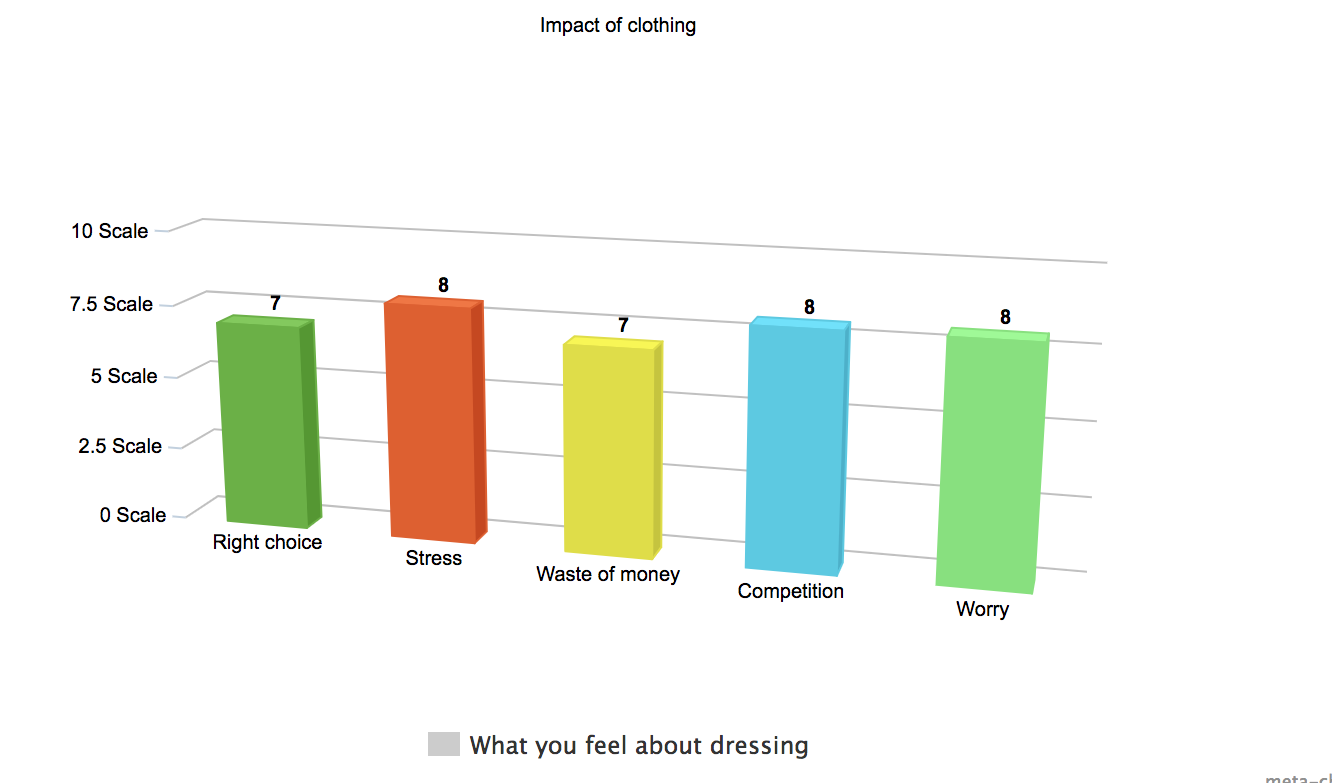 Impact of clothing
10 Scale
7.5 Scale
5 Scale
2.5 Scale
0 Scale
7
8
7
8
8
Right choice
Stress
Waste of money
Competition
Worry
What you feel about dressing